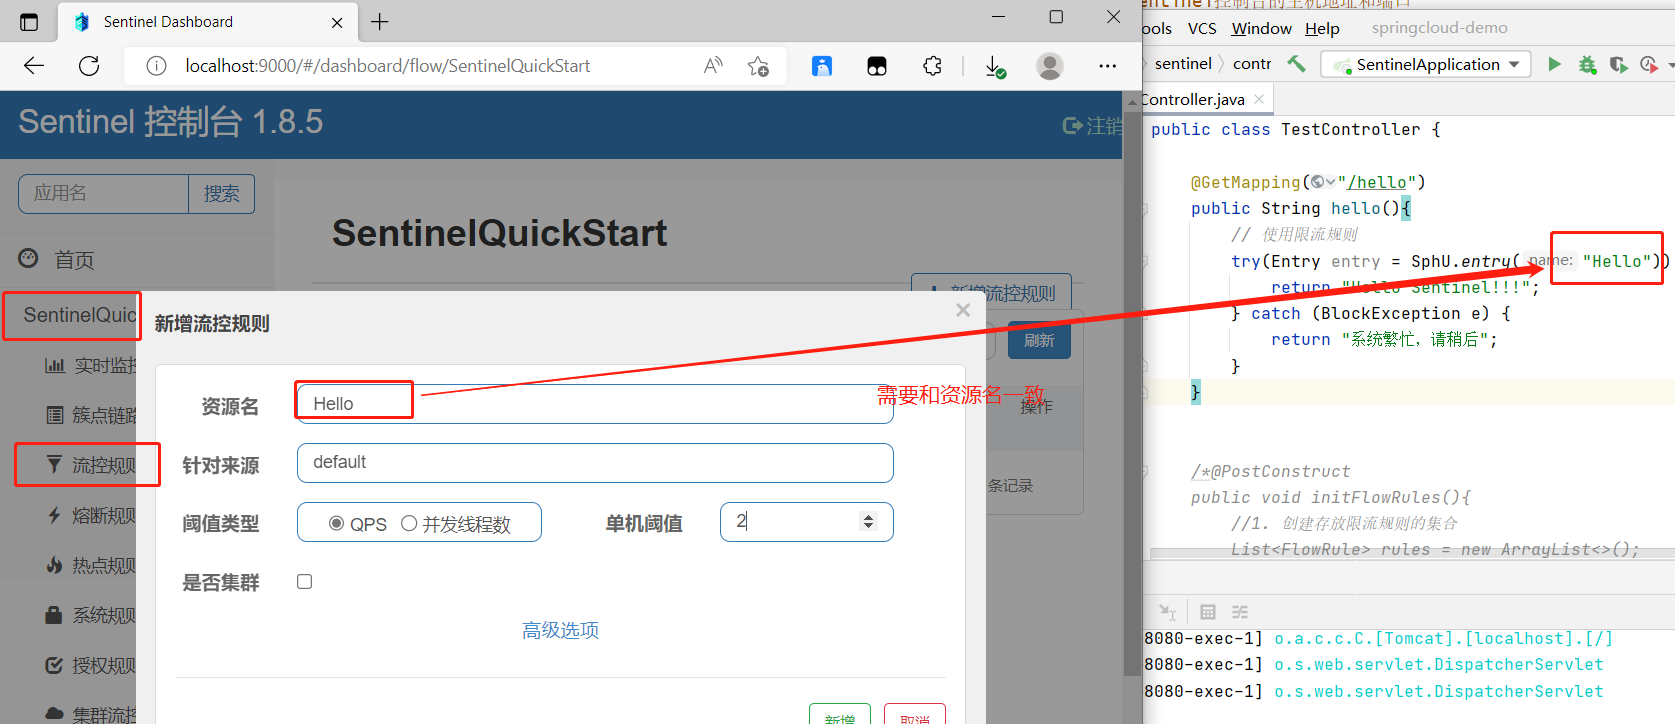 Sentinel Dashboard
localhost:9000/#/dashboard/flow/SentinelQuickStart
Sentinel 控制台 1.8.5
注销
应用名
搜索
首页
SentinelQuic
实时监控
簇点链路
流控规则
熔断规则
热点规则
系统规则
授权规则
集群流控
SentinelQuickStart
新增流控规则
刷新
操作
条记录
新增流控规则
资源名
Hello
需要和资源名一致
针对来源
default
阈值类型
QPS
并发线程数
单机阈值
2
是否集群
高级选项
新增
取消
entinel控制台的主机地址和端口
ools VCS Window Help springcloud-demo
sentinel contr SentinelApplication
Controller.java
public class TestController {
@GetMapping("/hello")
public String hello(){
// 使用限流规则
try(Entry entry = SphU.entry( name: "Hello"))
return "Hello Sentinel!!!";
} catch (BlockException e) {
return "系统繁忙，请稍后";
}
}
/*@PostConstruct
public void initFlowRules(){
//1. 创建存放限流规则的集合
List<FlowRule> rules = new ArrayList<>();
8080-exec-1] o.a.c.c.C.[Tomcat].[localhost].[/]
8080-exec-1] o.s.web.servlet.DispatcherServlet
8080-exec-1] o.s.web.servlet.DispatcherServlet